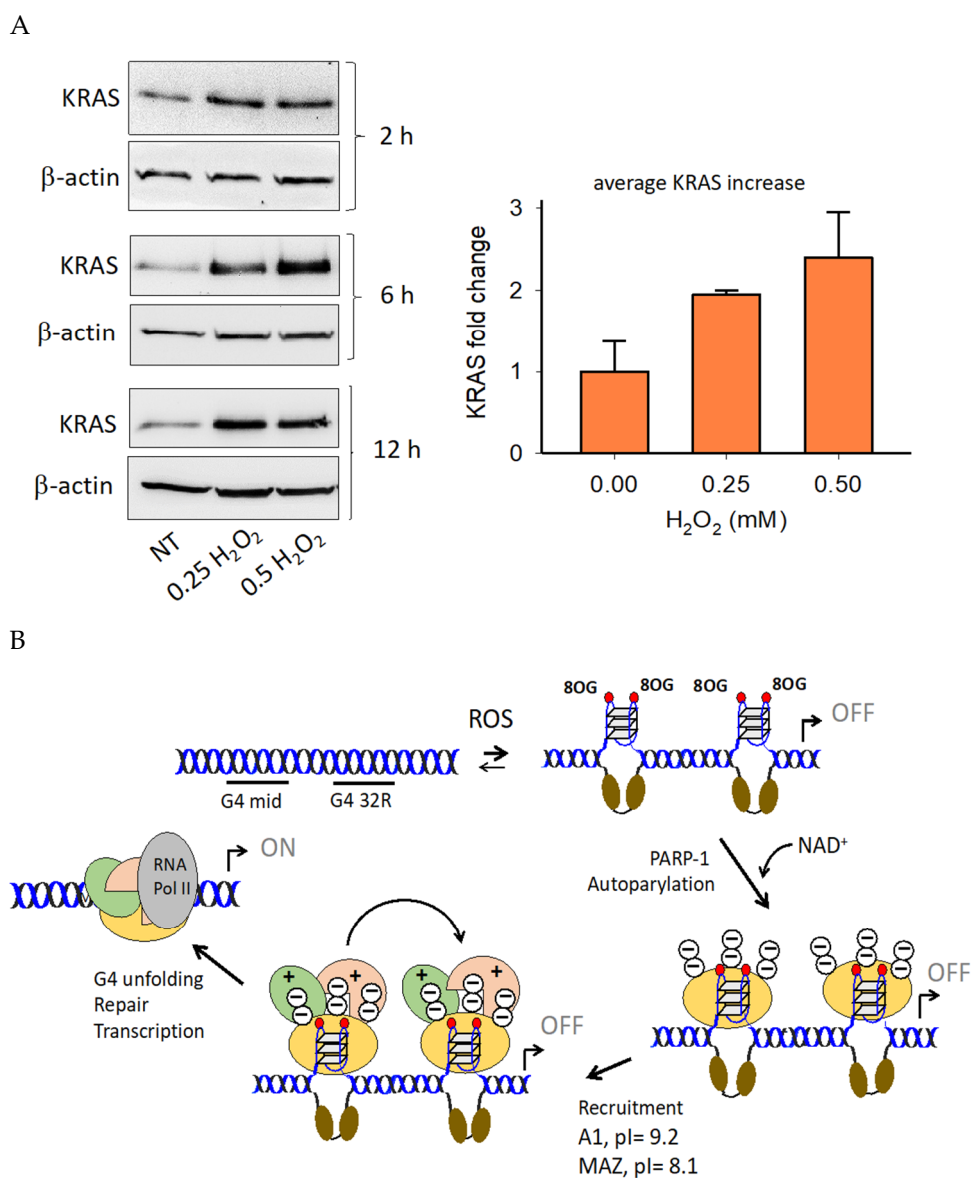 A
KRAS
β-actin
2 h
KRAS
β-actin
6 h
KRAS
β-actin
12 h
NT
0.25 H₂O₂
0.5 H₂O₂
average KRAS increase
KRAS fold change
3
2
1
0
0.00
0.25
0.50
H₂O₂ (mM)
B
8OG
8OG
8OG
8OG
ROS
OFF
G4 mid
G4 32R
RNA
Pol II
ON
PARP-1
Autoparylation
NAD⁺
− − −
OFF
G4 unfolding
Repair
Transcription
+ + + +
− − −
OFF
Recruitment
A1, pI= 9.2
MAZ, pI= 8.1